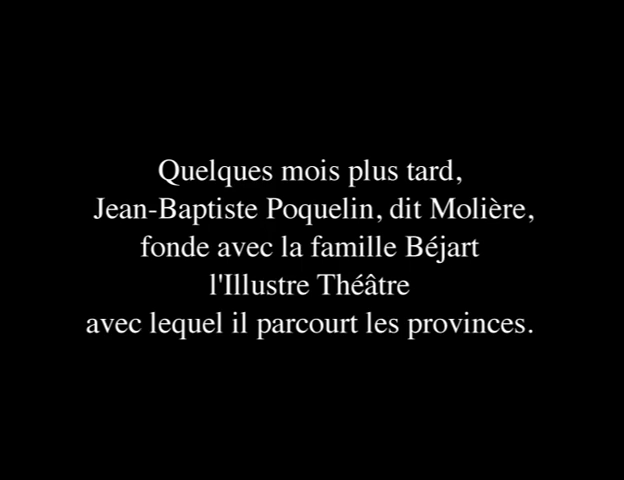 Quelques mois plus tard,
Jean-Baptiste Poquelin, dit Molière,
fonde avec la famille Béjart
l'Illustre Théâtre
avec lequel il parcourt les provinces.